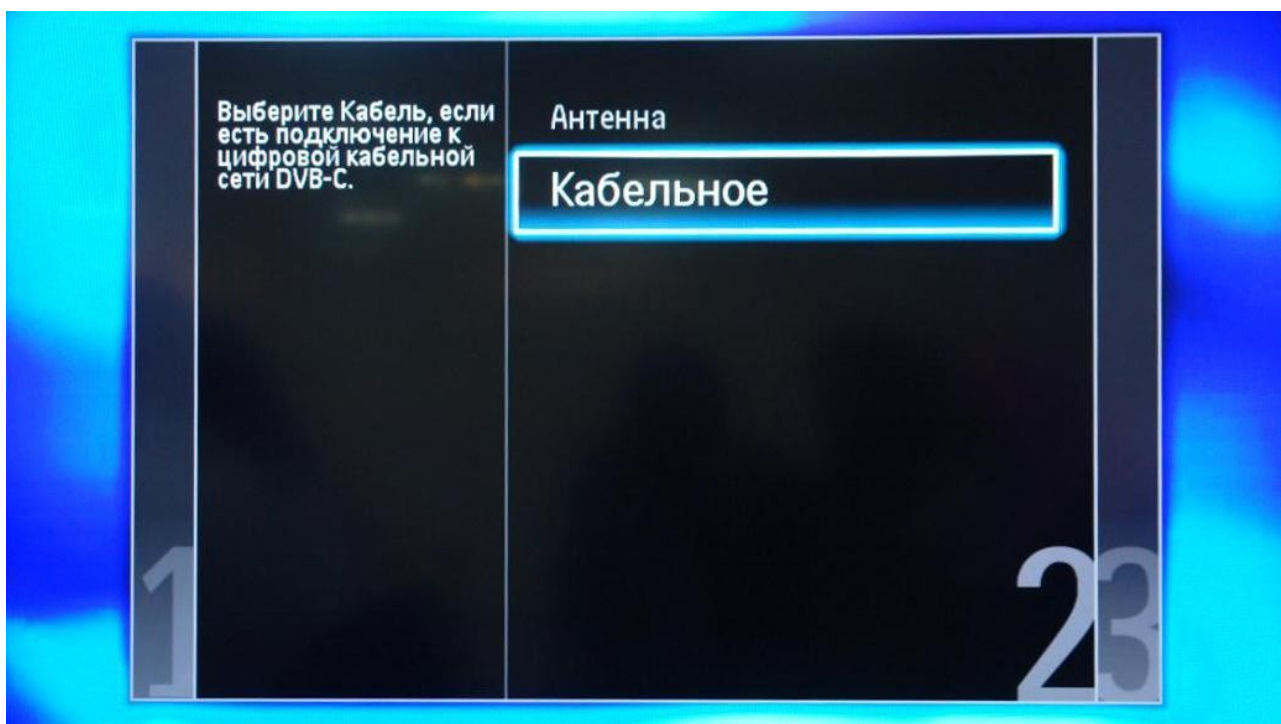 Выберите Кабель, если
есть подключение к
цифровой кабельной
сети DVB-C.
Антенна
Кабельное
1
2
3